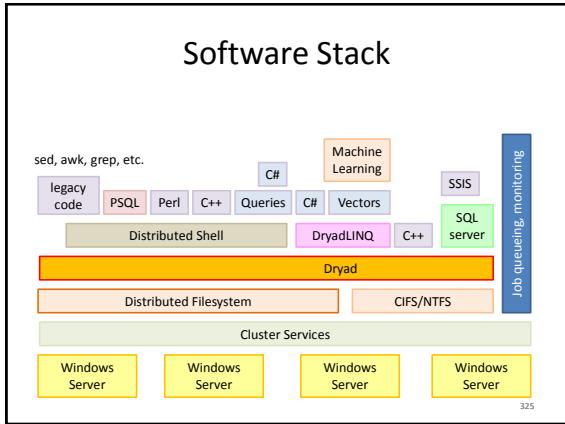 Software Stack
sed, awk, grep, etc.
Machine
Learning
C#
SSIS
legacy
code
PSQL
Perl
C++
Queries
C#
Vectors
SQL
server
Distributed Shell
DryadLINQ
C++
Dryad
Distributed Filesystem
CIFS/NTFS
Cluster Services
Windows
Server
Windows
Server
Windows
Server
Windows
Server
Job queueing, monitoring
325